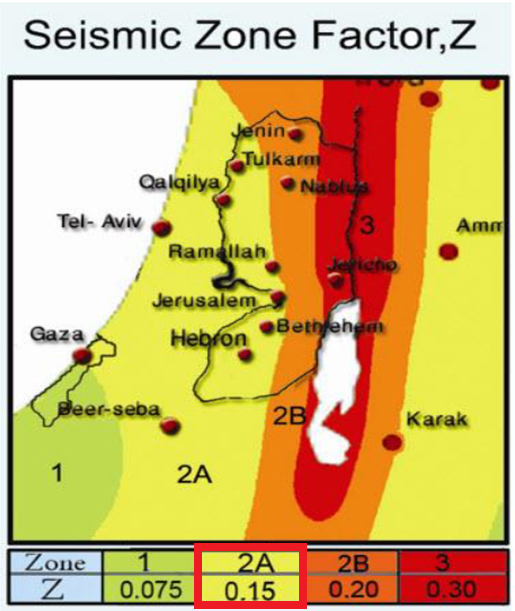 Seismic Zone Factor,Z
Jenin
Tulkarm
Qalqilya
Nablus
Tel- Aviv
3
Amm
Ramallah
Jericho
Jerusalem
Gaza
Hebron
Bethlehem
Beer-seba
2B
Karak
1
2A
Zone 1 2A 2B 3
Z 0.075 0.15 0.20 0.30